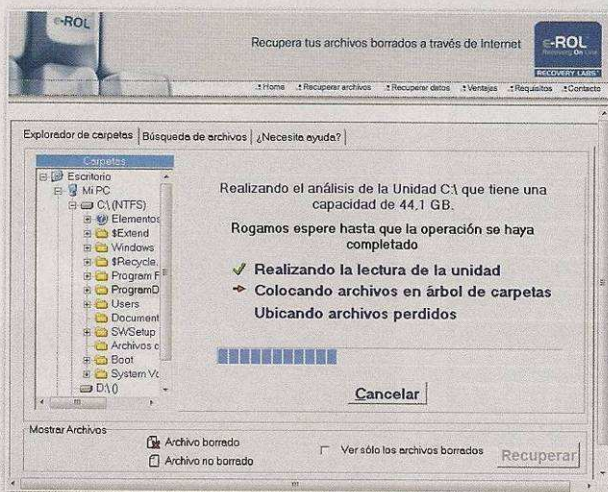 e-ROL
Recupera tus archivos borrados a través de Internet
e-ROL
Recovery On Line
RECOVERY LABS
Home Recuperar archivos Recuperar datos Ventajas Requisitos Contacto
Explorador de carpetas Búsqueda de archivos ¿Necesita ayuda?
Carpetas
Escritorio
Mi PC
C:\ (NTFS)
Elementos
$Extend
Windows
$Recycle.
Program F
ProgramD
Users
Document
SWSetup
Archivos c
Boot
System Vc
D:\ ()
Realizando el análisis de la Unidad C:\ que tiene una
capacidad de 44,1 GB.
Rogamos espere hasta que la operación se haya
completado
Realizando la lectura de la unidad
Colocando archivos en árbol de carpetas
Ubicando archivos perdidos
Cancelar
Mostrar Archivos
Archivo borrado
Archivo no borrado
Ver sólo los archivos borrados
Recuperar